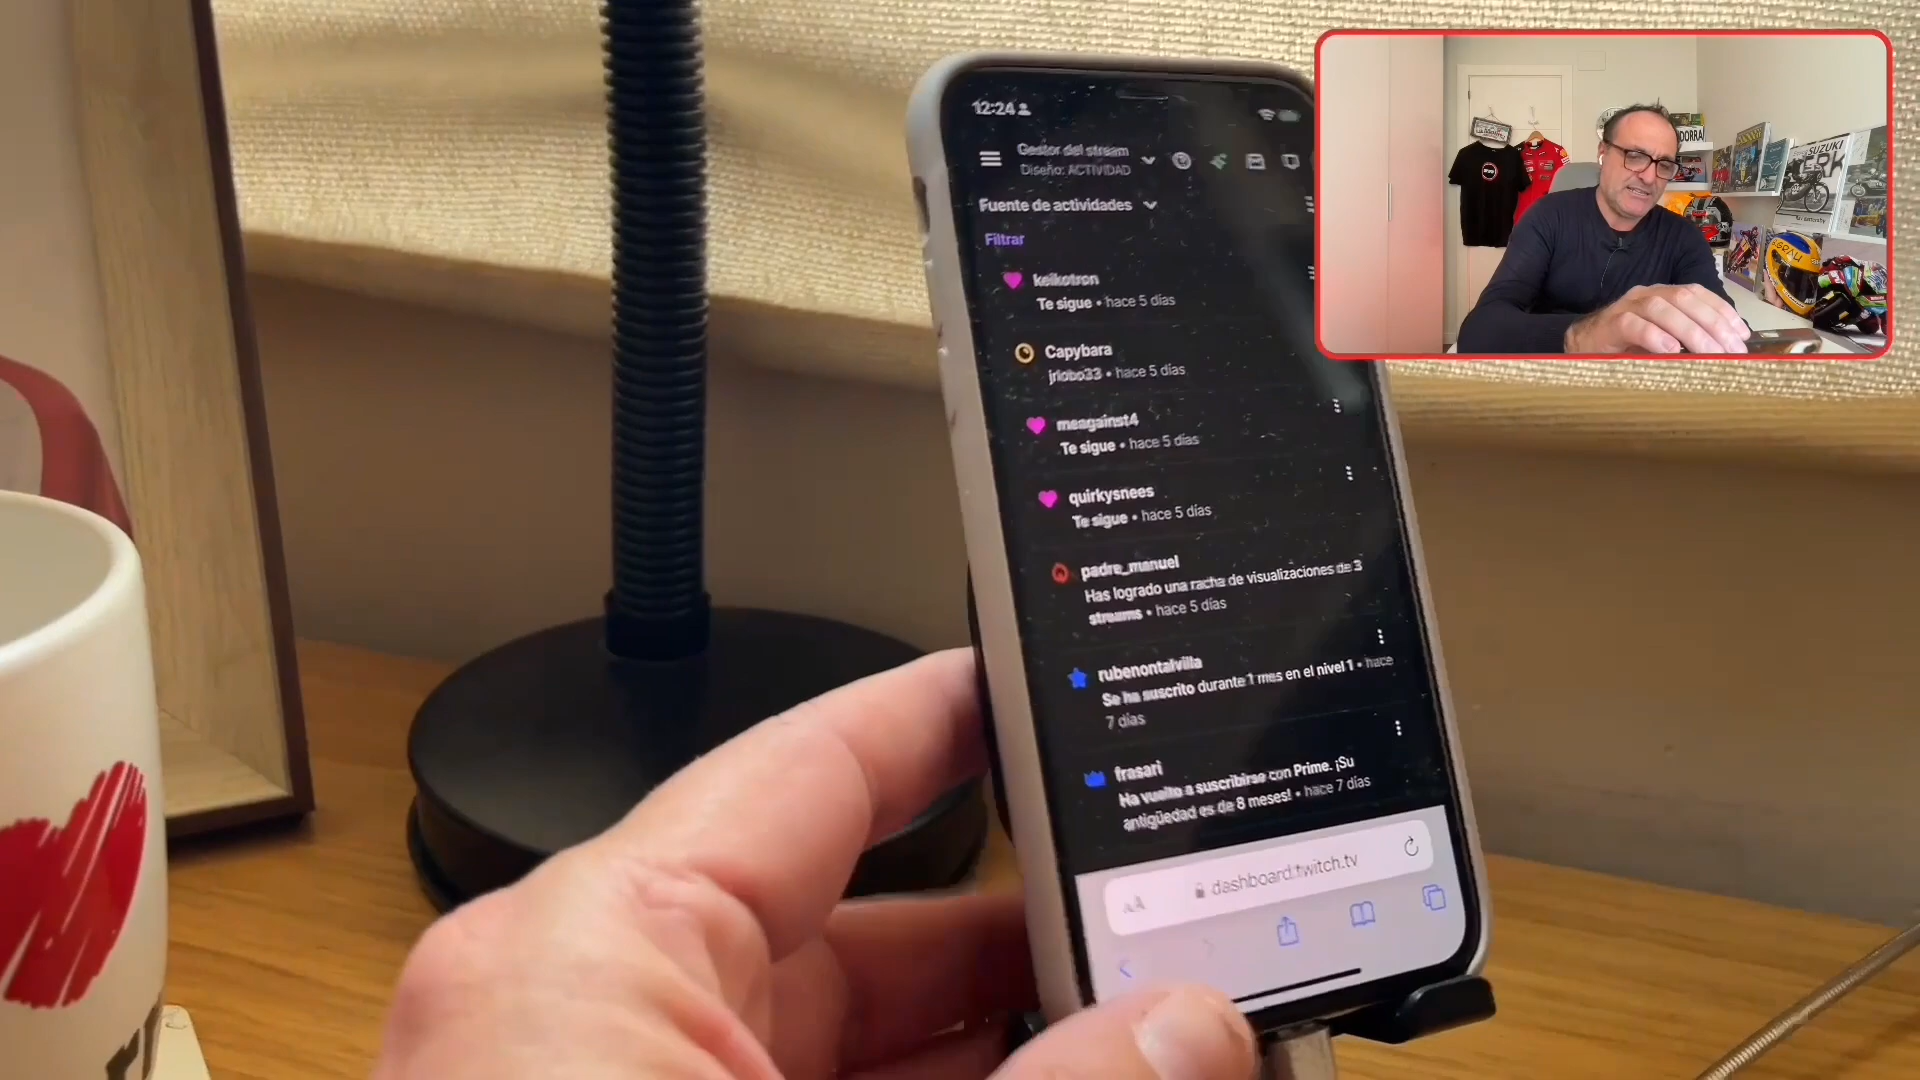 12:24
Gestor del stream
Diseño: ACTIVIDAD
Fuente de actividades
Filtrar
keikotron
Te sigue • hace 5 días
Capybara
jrlobo33 • hace 5 días
meagainst4
Te sigue • hace 5 días
quirkysnees
Te sigue • hace 5 días
padre_manuel
Has logrado una racha de visualizaciones de 3
streams • hace 5 días
rubenontalvilla
Se ha suscrito durante 1 mes en el nivel 1 • hace
7 días
frasari
Ha vuelto a suscribirse con Prime. ¡Su
antigüedad es de 8 meses! • hace 7 días
AA
dashboard.twitch.tv
DORRA
SUZUKI